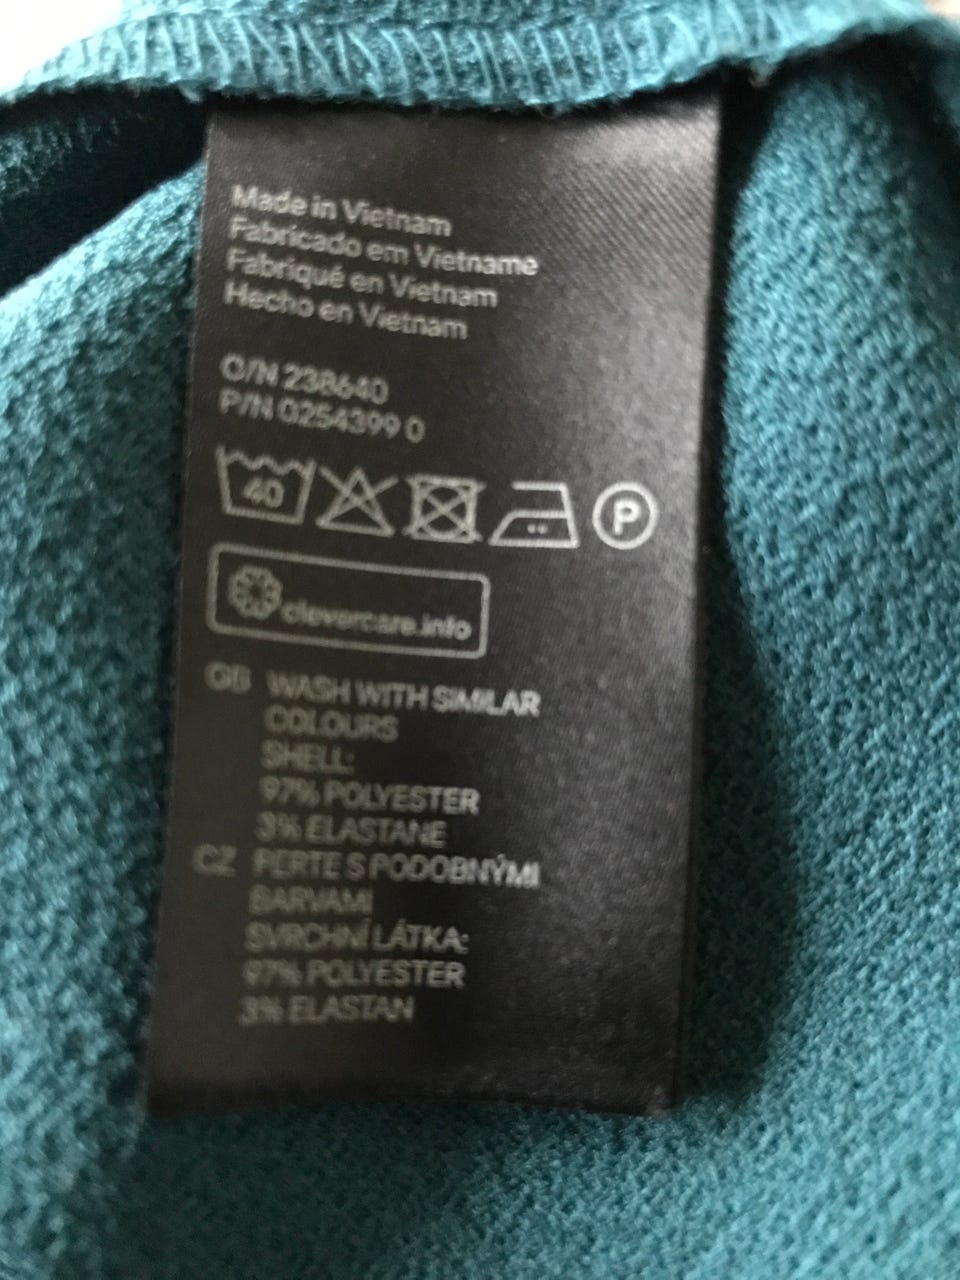 Made in Vietnam
Fabricado em Vietname
Fabriqué en Vietnam
Hecho en Vietnam
O/N 238640
P/N 0254399 0
40 P
clevercare.info
GB WASH WITH SIMILAR
COLOURS
SHELL:
97% POLYESTER
3% ELASTANE
CZ PERTE S PODOBNÝMI
BARVAMI
SVRCHNÍ LÁTKA:
97% POLYESTER
3% ELASTAN